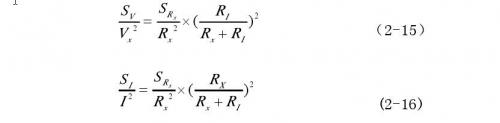 S_V / V_x^2 = S_{R_x} / R_x^2 × (R_I / (R_x + R_I))^2 （2-15）
S_I / I^2 = S_{R_x} / R_x^2 × (R_X / (R_x + R_I))^2 (2-16)